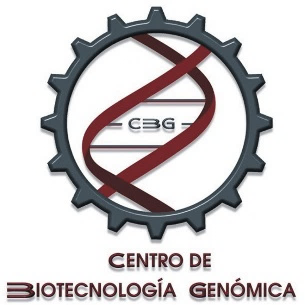 CBG
CENTRO DE
BIOTECNOLOGÍA GENÓMICA